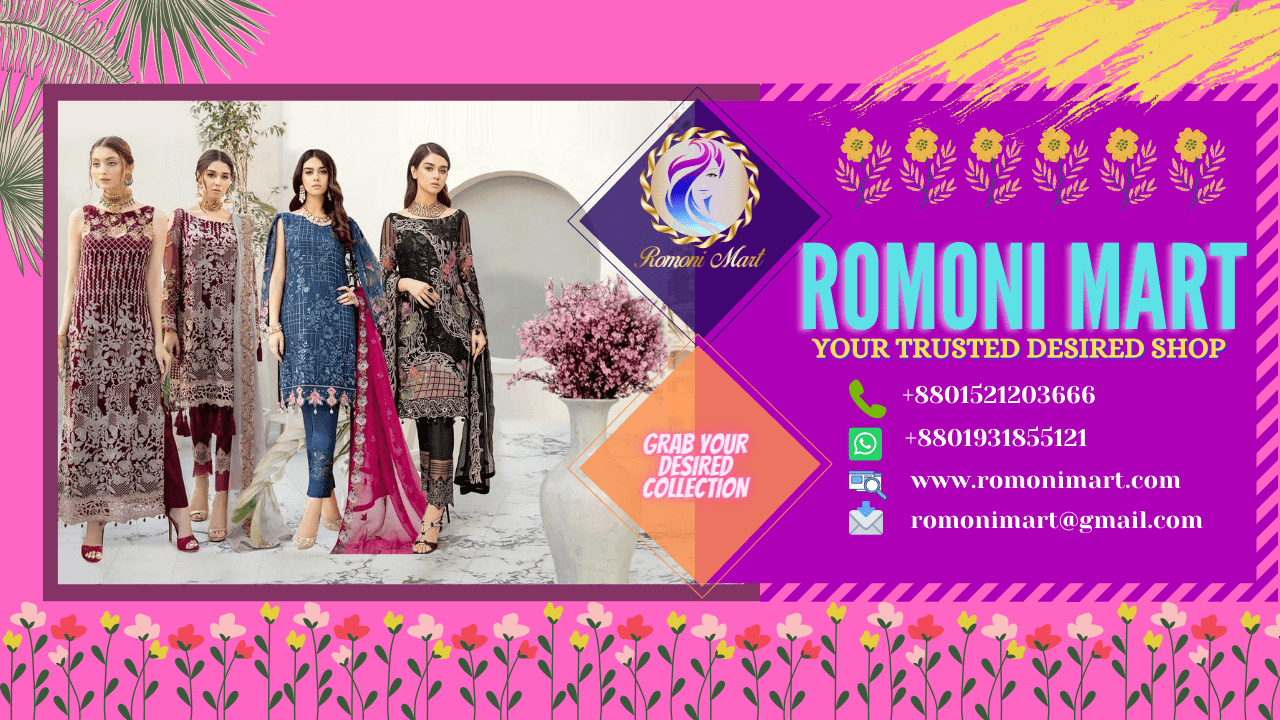 Romoni Mart
ROMONI MART
YOUR TRUSTED DESIRED SHOP
+8801521203666
+8801931855121
www.romonimart.com
romonimart@gmail.com
GRAB YOUR
DESIRED
COLLECTION